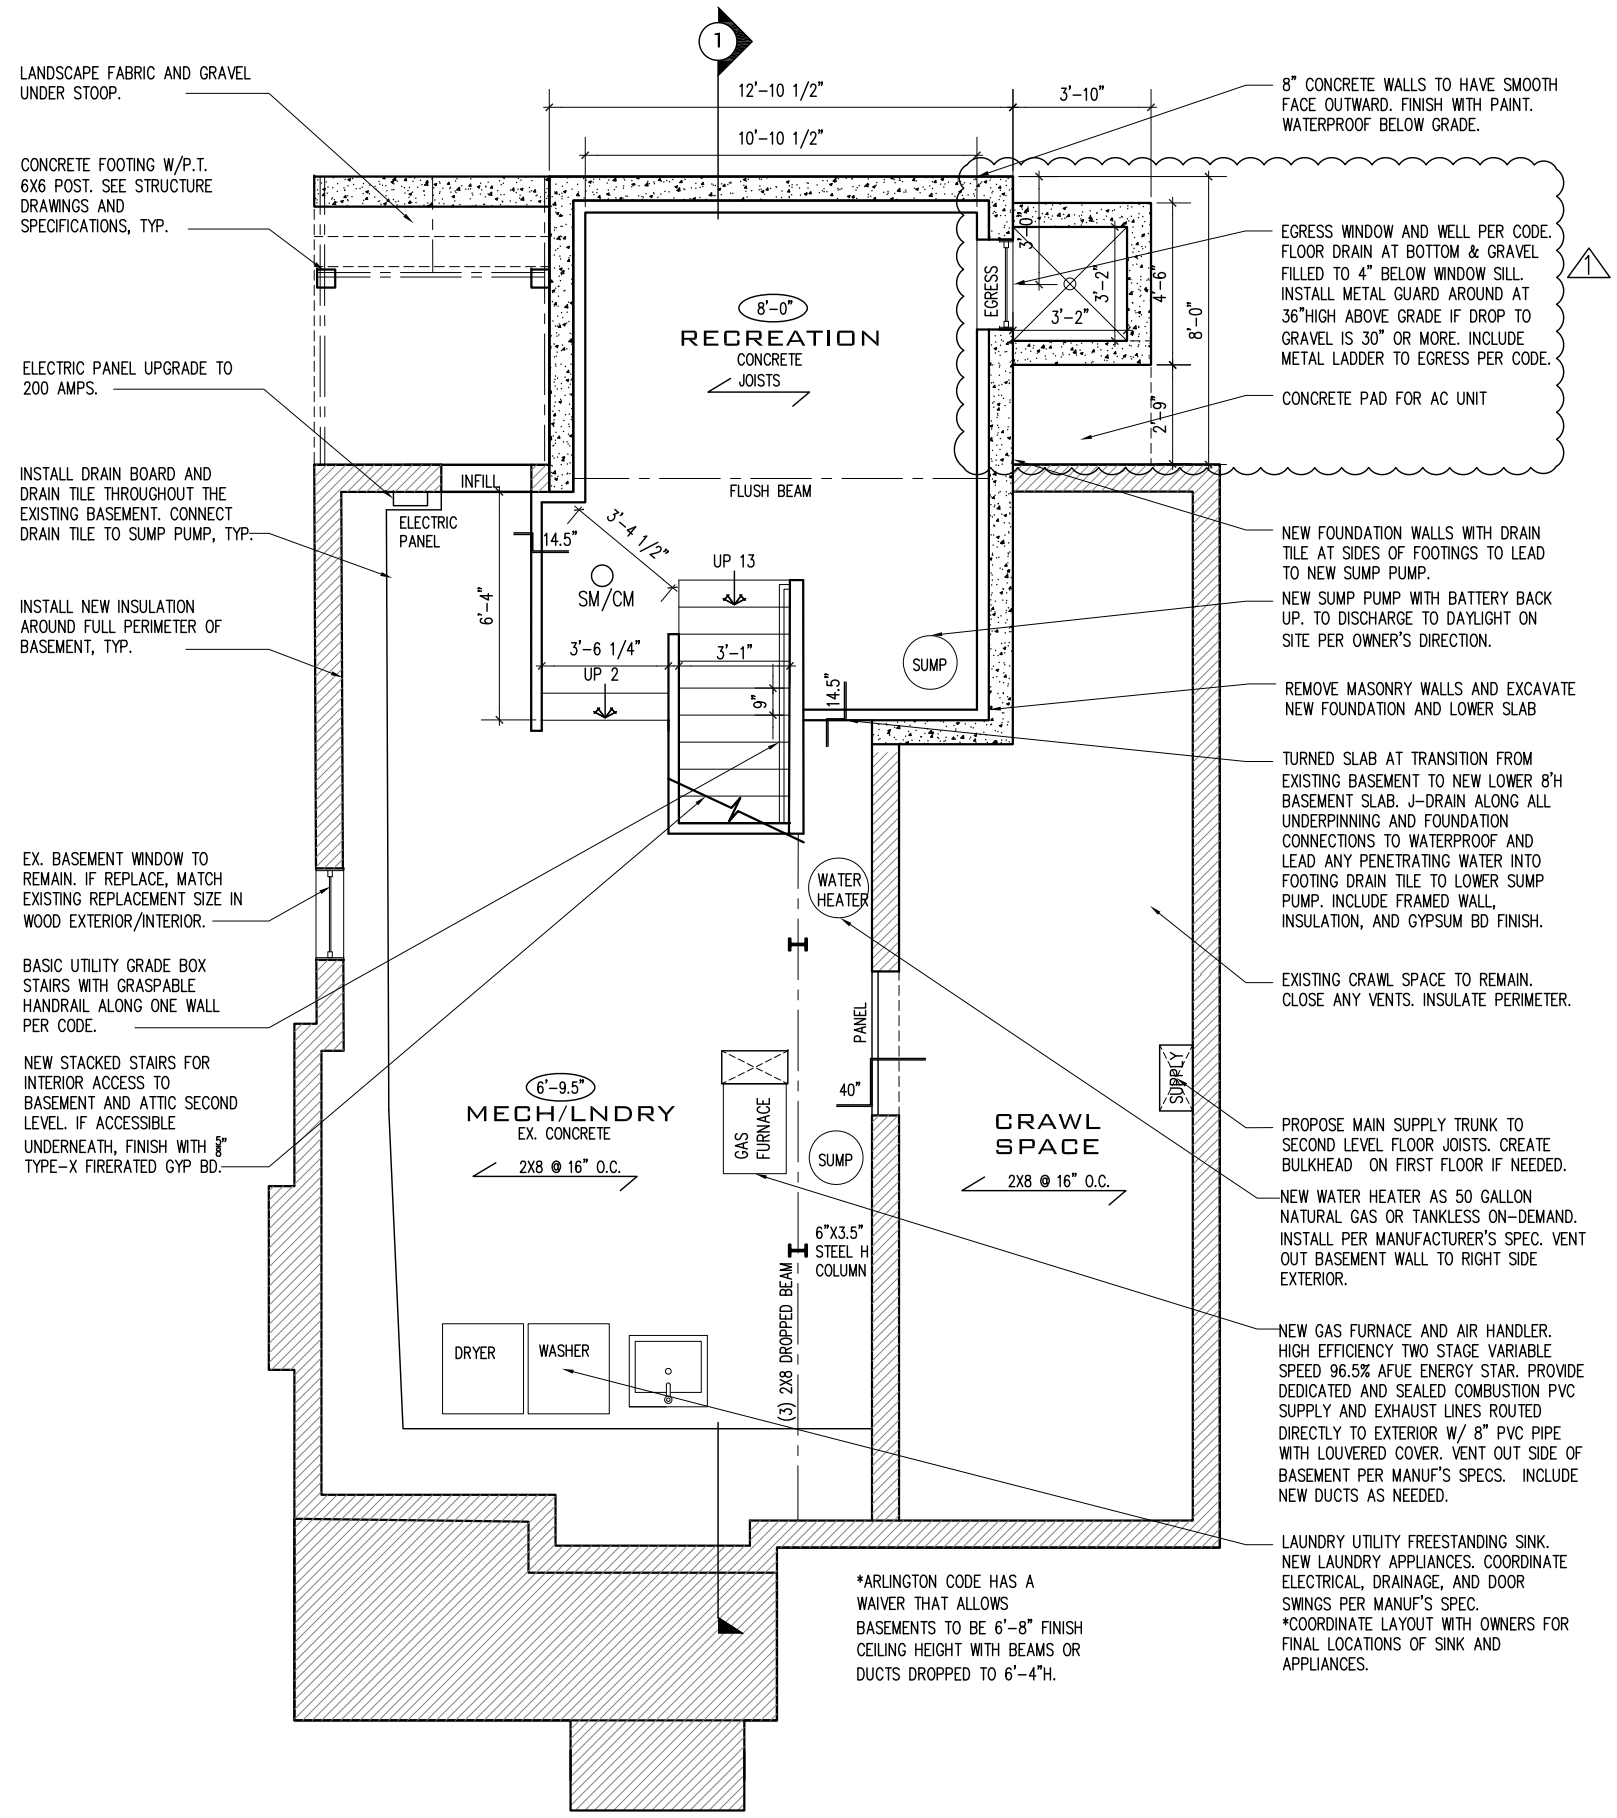 1
12'-10 1/2"
3'-10"
10'-10 1/2"
LANDSCAPE FABRIC AND GRAVEL
UNDER STOOP.
CONCRETE FOOTING W/P.T.
6X6 POST. SEE STRUCTURE
DRAWINGS AND
SPECIFICATIONS, TYP.
ELECTRIC PANEL UPGRADE TO
200 AMPS.
INSTALL DRAIN BOARD AND
DRAIN TILE THROUGHOUT THE
EXISTING BASEMENT. CONNECT
DRAIN TILE TO SUMP PUMP, TYP.
INSTALL NEW INSULATION
AROUND FULL PERIMETER OF
BASEMENT, TYP.
EX. BASEMENT WINDOW TO
REMAIN. IF REPLACE, MATCH
EXISTING REPLACEMENT SIZE IN
WOOD EXTERIOR/INTERIOR.
BASIC UTILITY GRADE BOX
STAIRS WITH GRASPABLE
HANDRAIL ALONG ONE WALL
PER CODE.
NEW STACKED STAIRS FOR
INTERIOR ACCESS TO
BASEMENT AND ATTIC SECOND
LEVEL. IF ACCESSIBLE
UNDERNEATH, FINISH WITH 5/8"
TYPE-X FIRERATED GYP BD.
8'-0"
RECREATION
CONCRETE
JOISTS
EGRESS
3'-0"
3'-2"
3'-2"
4'-6"
8'-0"
2'-9"
INFILL
FLUSH BEAM
ELECTRIC
PANEL
14.5"
3'-4 1/2"
6'-4"
SM/CM
UP 13
3'-6 1/4"
3'-1"
UP 2
9"
14.5"
SUMP
WATER
HEATER
PANEL
40"
6'-9.5"
MECH/LNDRY
EX. CONCRETE
2X8 @ 16" O.C.
GAS
FURNACE
SUMP
CRAWL
SPACE
2X8 @ 16" O.C.
SUPPLY
6"X3.5"
STEEL H
COLUMN
(3) 2X8 DROPPED BEAM
DRYER
WASHER
*ARLINGTON CODE HAS A
WAIVER THAT ALLOWS
BASEMENTS TO BE 6'-8" FINISH
CEILING HEIGHT WITH BEAMS OR
DUCTS DROPPED TO 6'-4"H.
8" CONCRETE WALLS TO HAVE SMOOTH
FACE OUTWARD. FINISH WITH PAINT.
WATERPROOF BELOW GRADE.
EGRESS WINDOW AND WELL PER CODE.
FLOOR DRAIN AT BOTTOM & GRAVEL
FILLED TO 4" BELOW WINDOW SILL.
INSTALL METAL GUARD AROUND AT
36"HIGH ABOVE GRADE IF DROP TO
GRAVEL IS 30" OR MORE. INCLUDE
METAL LADDER TO EGRESS PER CODE.
1
CONCRETE PAD FOR AC UNIT
NEW FOUNDATION WALLS WITH DRAIN
TILE AT SIDES OF FOOTINGS TO LEAD
TO NEW SUMP PUMP.
NEW SUMP PUMP WITH BATTERY BACK
UP. TO DISCHARGE TO DAYLIGHT ON
SITE PER OWNER'S DIRECTION.
REMOVE MASONRY WALLS AND EXCAVATE
NEW FOUNDATION AND LOWER SLAB
TURNED SLAB AT TRANSITION FROM
EXISTING BASEMENT TO NEW LOWER 8'H
BASEMENT SLAB. J-DRAIN ALONG ALL
UNDERPINNING AND FOUNDATION
CONNECTIONS TO WATERPROOF AND
LEAD ANY PENETRATING WATER INTO
FOOTING DRAIN TILE TO LOWER SUMP
PUMP. INCLUDE FRAMED WALL,
INSULATION, AND GYPSUM BD FINISH.
EXISTING CRAWL SPACE TO REMAIN.
CLOSE ANY VENTS. INSULATE PERIMETER.
PROPOSE MAIN SUPPLY TRUNK TO
SECOND LEVEL FLOOR JOISTS. CREATE
BULKHEAD ON FIRST FLOOR IF NEEDED.
NEW WATER HEATER AS 50 GALLON
NATURAL GAS OR TANKLESS ON-DEMAND.
INSTALL PER MANUFACTURER'S SPEC. VENT
OUT BASEMENT WALL TO RIGHT SIDE
EXTERIOR.
NEW GAS FURNACE AND AIR HANDLER.
HIGH EFFICIENCY TWO STAGE VARIABLE
SPEED 96.5% AFUE ENERGY STAR. PROVIDE
DEDICATED AND SEALED COMBUSTION PVC
SUPPLY AND EXHAUST LINES ROUTED
DIRECTLY TO EXTERIOR W/ 8" PVC PIPE
WITH LOUVERED COVER. VENT OUT SIDE OF
BASEMENT PER MANUF'S SPECS. INCLUDE
NEW DUCTS AS NEEDED.
LAUNDRY UTILITY FREESTANDING SINK.
NEW LAUNDRY APPLIANCES. COORDINATE
ELECTRICAL, DRAINAGE, AND DOOR
SWINGS PER MANUF'S SPEC.
*COORDINATE LAYOUT WITH OWNERS FOR
FINAL LOCATIONS OF SINK AND
APPLIANCES.